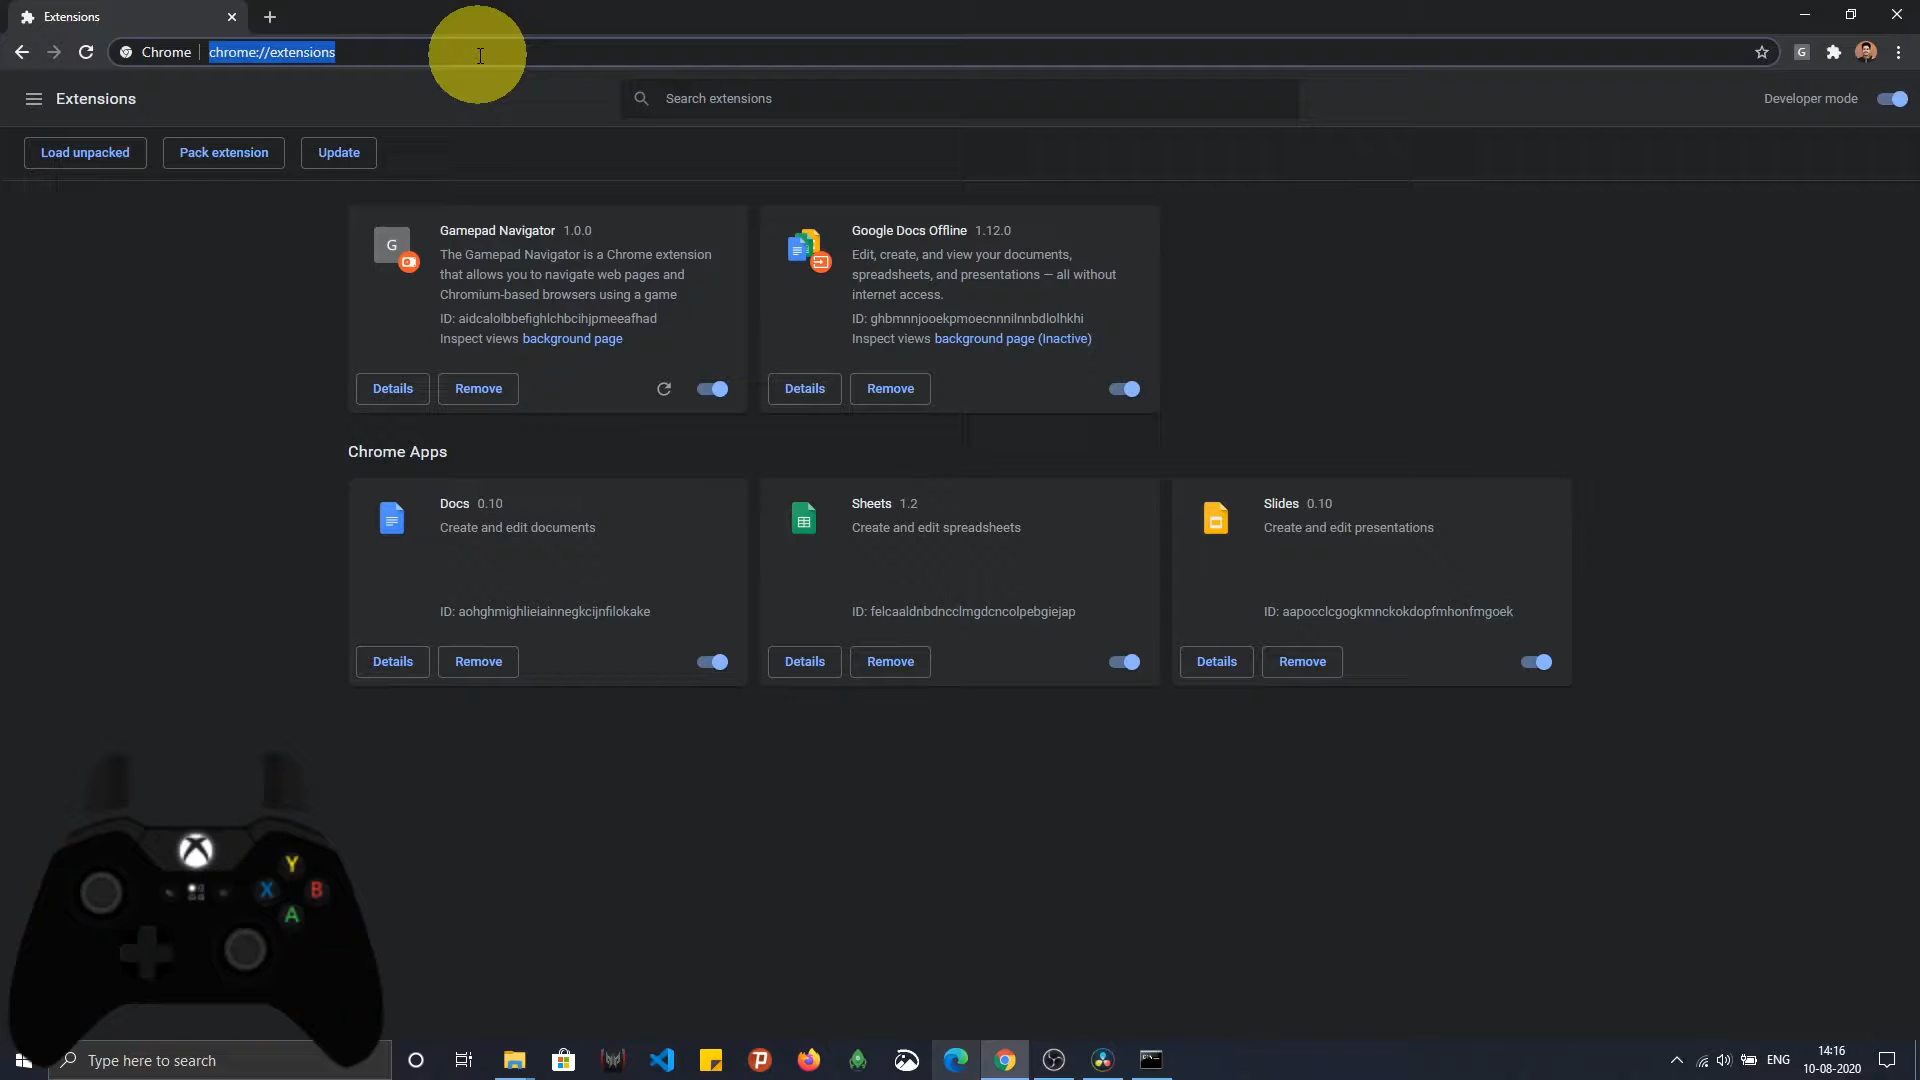 Extensions
Chrome
chrome://extensions
G
Extensions
Search extensions
Developer mode
Load unpacked
Pack extension
Update
G
Gamepad Navigator 1.0.0
The Gamepad Navigator is a Chrome extension
that allows you to navigate web pages and
Chromium-based browsers using a game
ID: aidcalolbbefighlchbcihjpmeeafhad
Inspect views background page
Details
Remove
Google Docs Offline 1.12.0
Edit, create, and view your documents,
spreadsheets, and presentations — all without
internet access.
ID: ghbmnnjooekpmoecnnnilnnbdlolhkhi
Inspect views background page (Inactive)
Details
Remove
Chrome Apps
Docs 0.10
Create and edit documents
ID: aohghmighlieiainnegkcijnfilokake
Details
Remove
Sheets 1.2
Create and edit spreadsheets
ID: felcaaldnbdncclmgdcncolpebgiejap
Details
Remove
Slides 0.10
Create and edit presentations
ID: aapocclcgogkmnckokdopfmhonfmgoek
Details
Remove
Y
X
B
A
Type here to search
ENG
14:16
10-08-2020